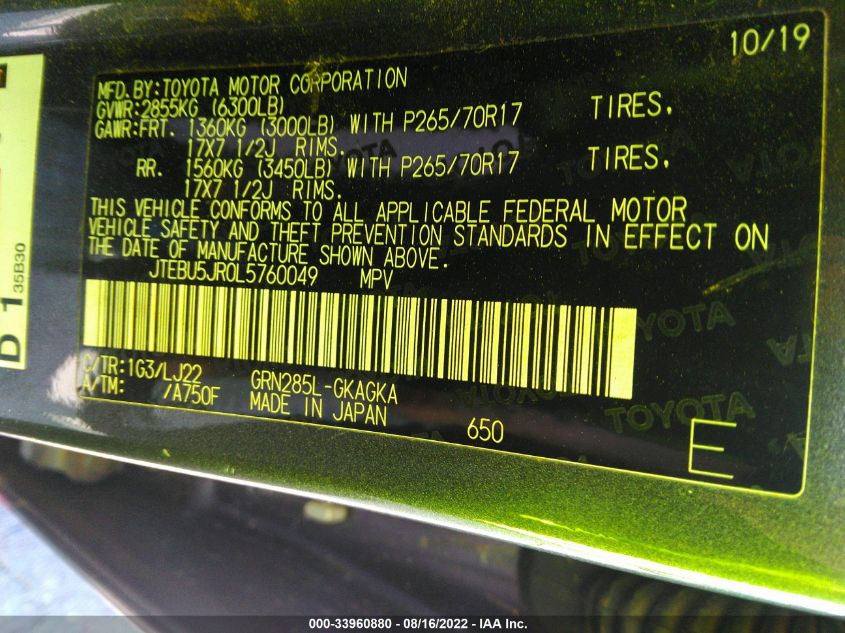 10/19
MFD.BY:TOYOTA MOTOR CORPORATION
GVWR:2855KG (6300LB)
GAWR:FRT. 1360KG (3000LB) WITH P265/70R17 TIRES.
17X7 1/2J RIMS.
RR. 1560KG (3450LB) WITH P265/70R17 TIRES.
17X7 1/2J RIMS.
THIS VEHICLE CONFORMS TO ALL APPLICABLE FEDERAL MOTOR
VEHICLE SAFETY AND THEFT PREVENTION STANDARDS IN EFFECT ON
THE DATE OF MANUFACTURE SHOWN ABOVE.
JTEBU5JR0L5760049 MPV
C/TR:1G3/LJ22 GRN285L-GKAGKA
A/TM: /A750F MADE IN JAPAN 650
E
TOYOTA
TOYOTA
D 1
35B30
000-33960880 - 08/16/2022 - IAA Inc.